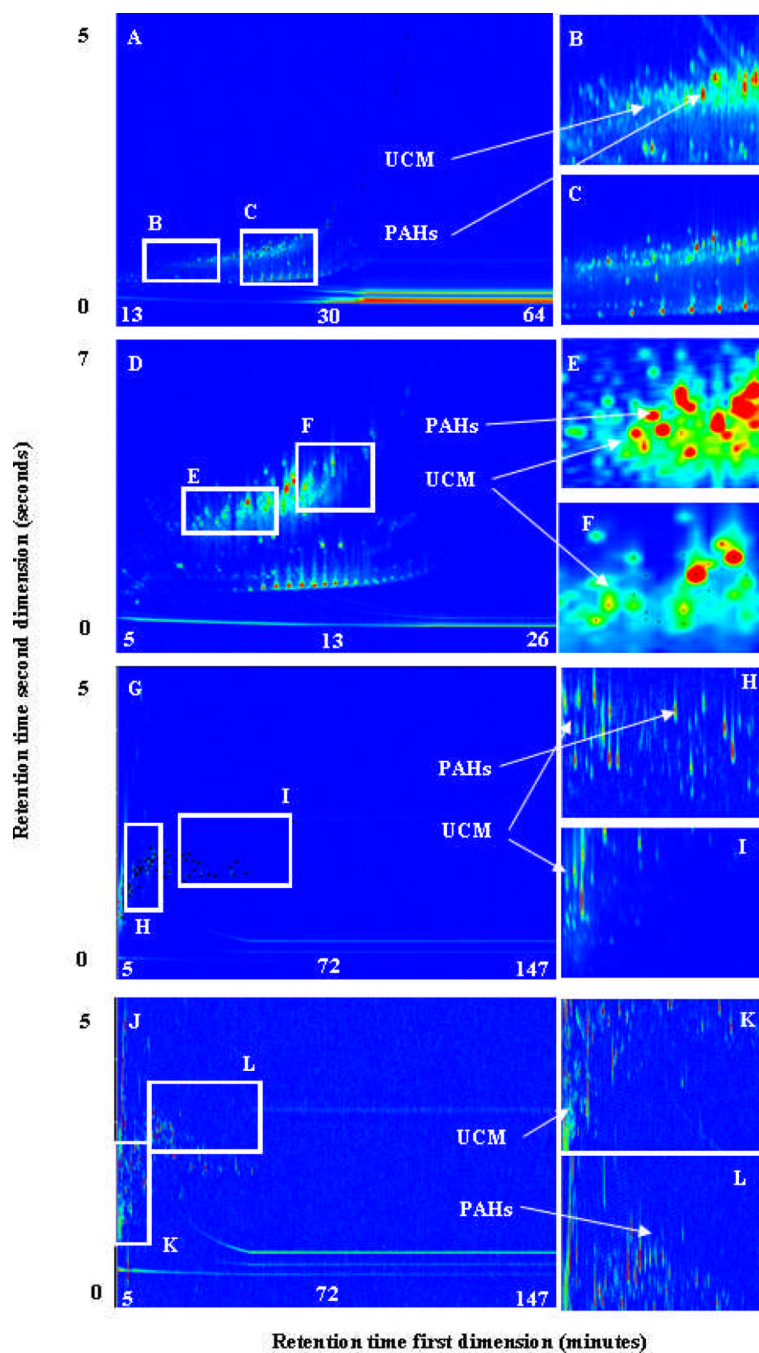 5
A
B
UCM
B
C
PAHs
C
0
13
30
64
7
D
E
PAHs
F
E
UCM
F
0
5
13
26
5
G
H
PAHs
I
UCM
I
H
0
5
72
147
5
J
K
L
UCM
L
PAHs
K
0
5
72
147
Retention time second dimension (seconds)
Retention time first dimension (minutes)